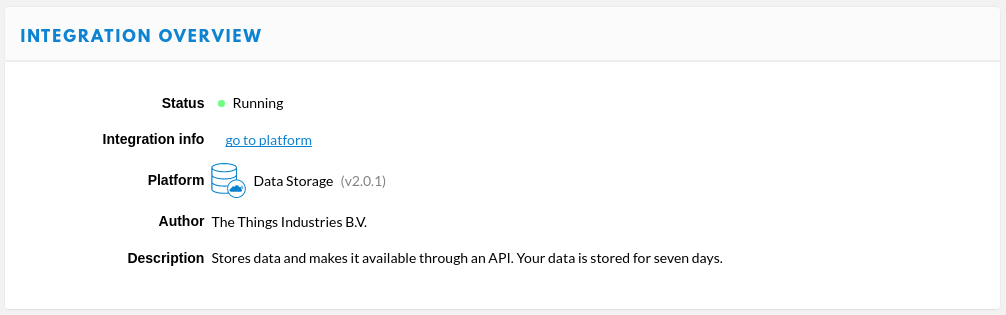 INTEGRATION OVERVIEW
Status Running
Integration info go to platform
Platform Data Storage (v2.0.1)
Author The Things Industries B.V.
Description Stores data and makes it available through an API. Your data is stored for seven days.